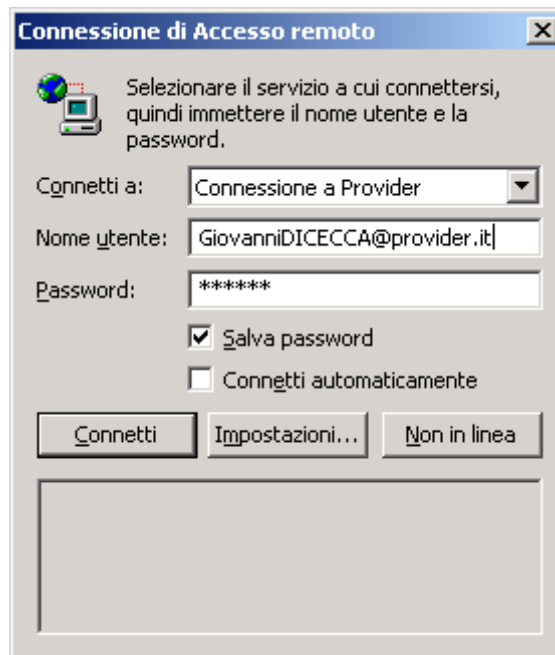 Connessione di Accesso remoto
Selezionare il servizio a cui connettersi,
quindi immettere il nome utente e la
password.
Connetti a: Connessione a Provider
Nome utente: GiovanniDICECCA@provider.it
Password: ******
Salva password
Connetti automaticamente
Connetti Impostazioni... Non in linea